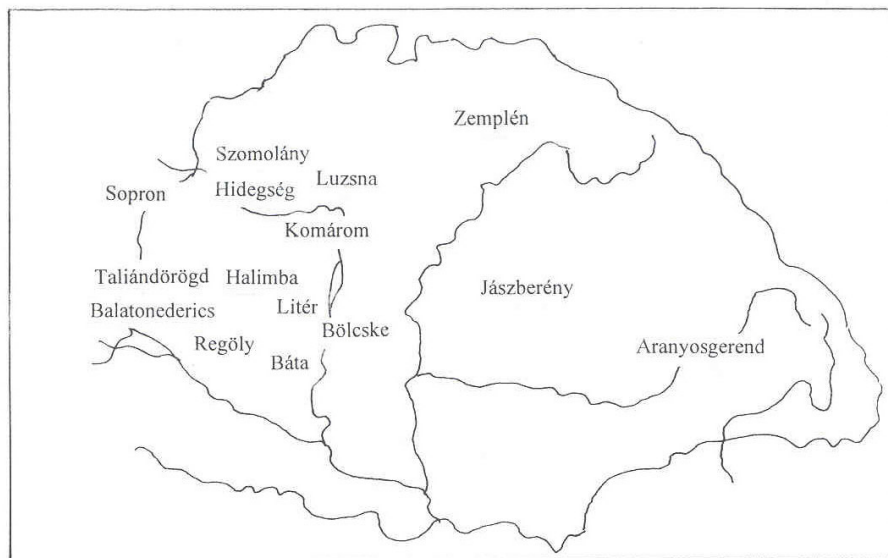 Zemplén
Szomolány
Hidegség Luzsna
Sopron
Komárom
Taliándörögd Halimba
Jászberény
Balatonederics Litér
Bölcske
Regöly
Báta
Aranyosgerend